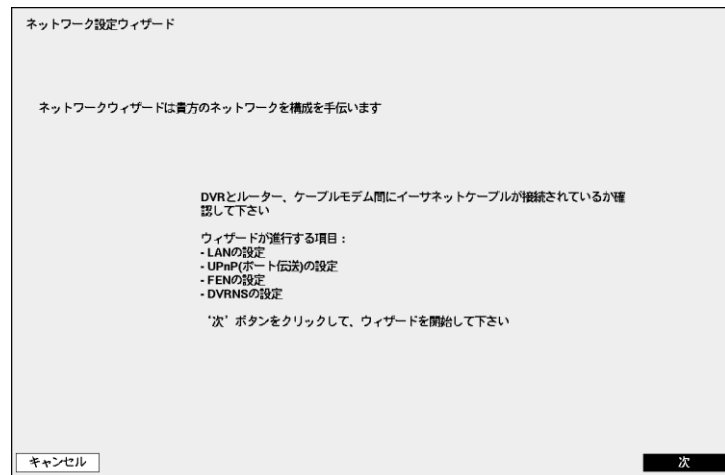 ネットワーク設定ウィザード
ネットワークウィザードは貴方のネットワークを構成を手伝います
DVRとルーター、ケーブルモデム間にイーサネットケーブルが接続されているか確
認して下さい
ウィザードが進行する項目：
- LANの設定
- UPnP(ポート伝送)の設定
- FENの設定
- DVRNSの設定
‘次’ ボタンをクリックして、ウィザードを開始して下さい
キャンセル
次